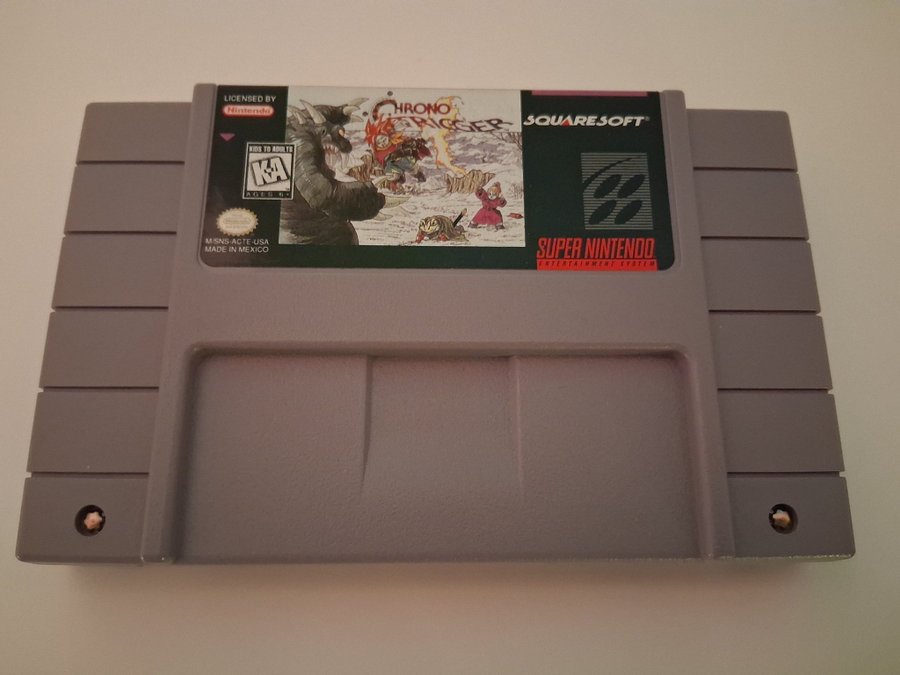 LICENSED BY
Nintendo
KIDS TO ADULTS
K-A
AGES 6+
M/SNS-ACTE-USA
MADE IN MEXICO
CHRONO
TRIGGER
SQUARESOFT®
SUPER NINTENDO
ENTERTAINMENT SYSTEM